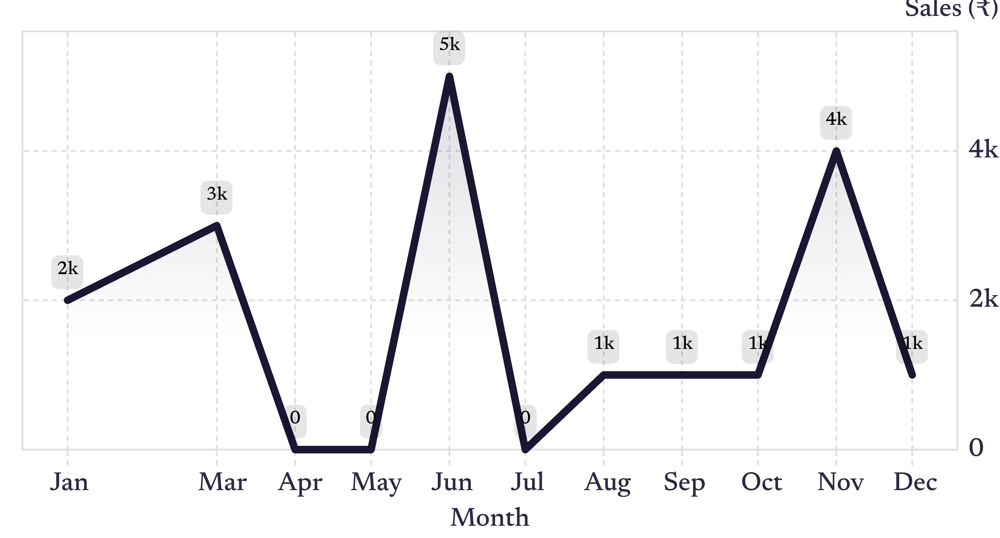 Sales (₹)
5k
4k
4k
3k
2k
2k
1k 1k 1k 1k
0 0 0
0
Jan Mar Apr May Jun Jul Aug Sep Oct Nov Dec
Month